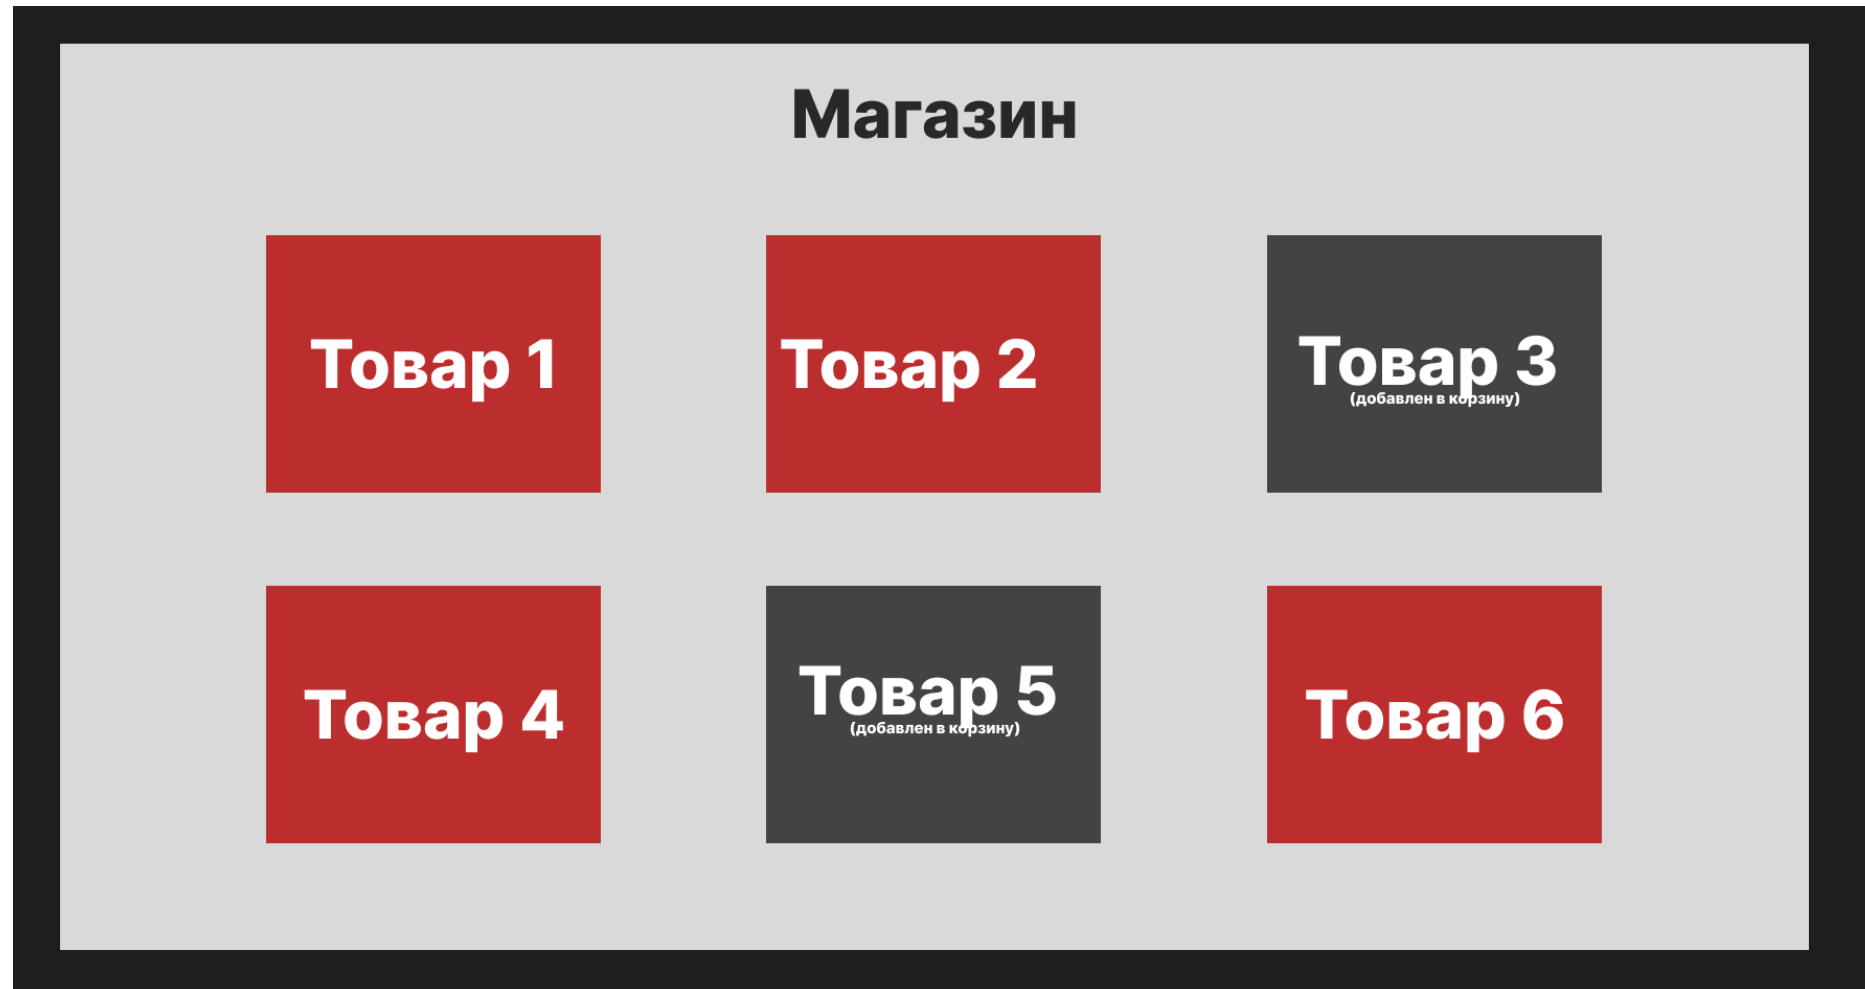 Магазин
Товар 1
Товар 2
Товар 3
(добавлен в корзину)
Товар 4
Товар 5
(добавлен в корзину)
Товар 6